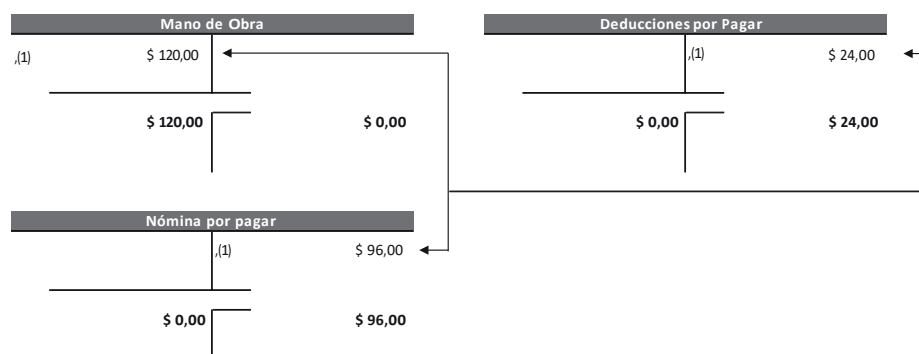 Mano de Obra
,(1) $ 120,00
$ 120,00 $ 0,00
Deducciones por Pagar
,(1) $ 24,00
$ 0,00 $ 24,00
Nómina por pagar
,(1) $ 96,00
$ 0,00 $ 96,00